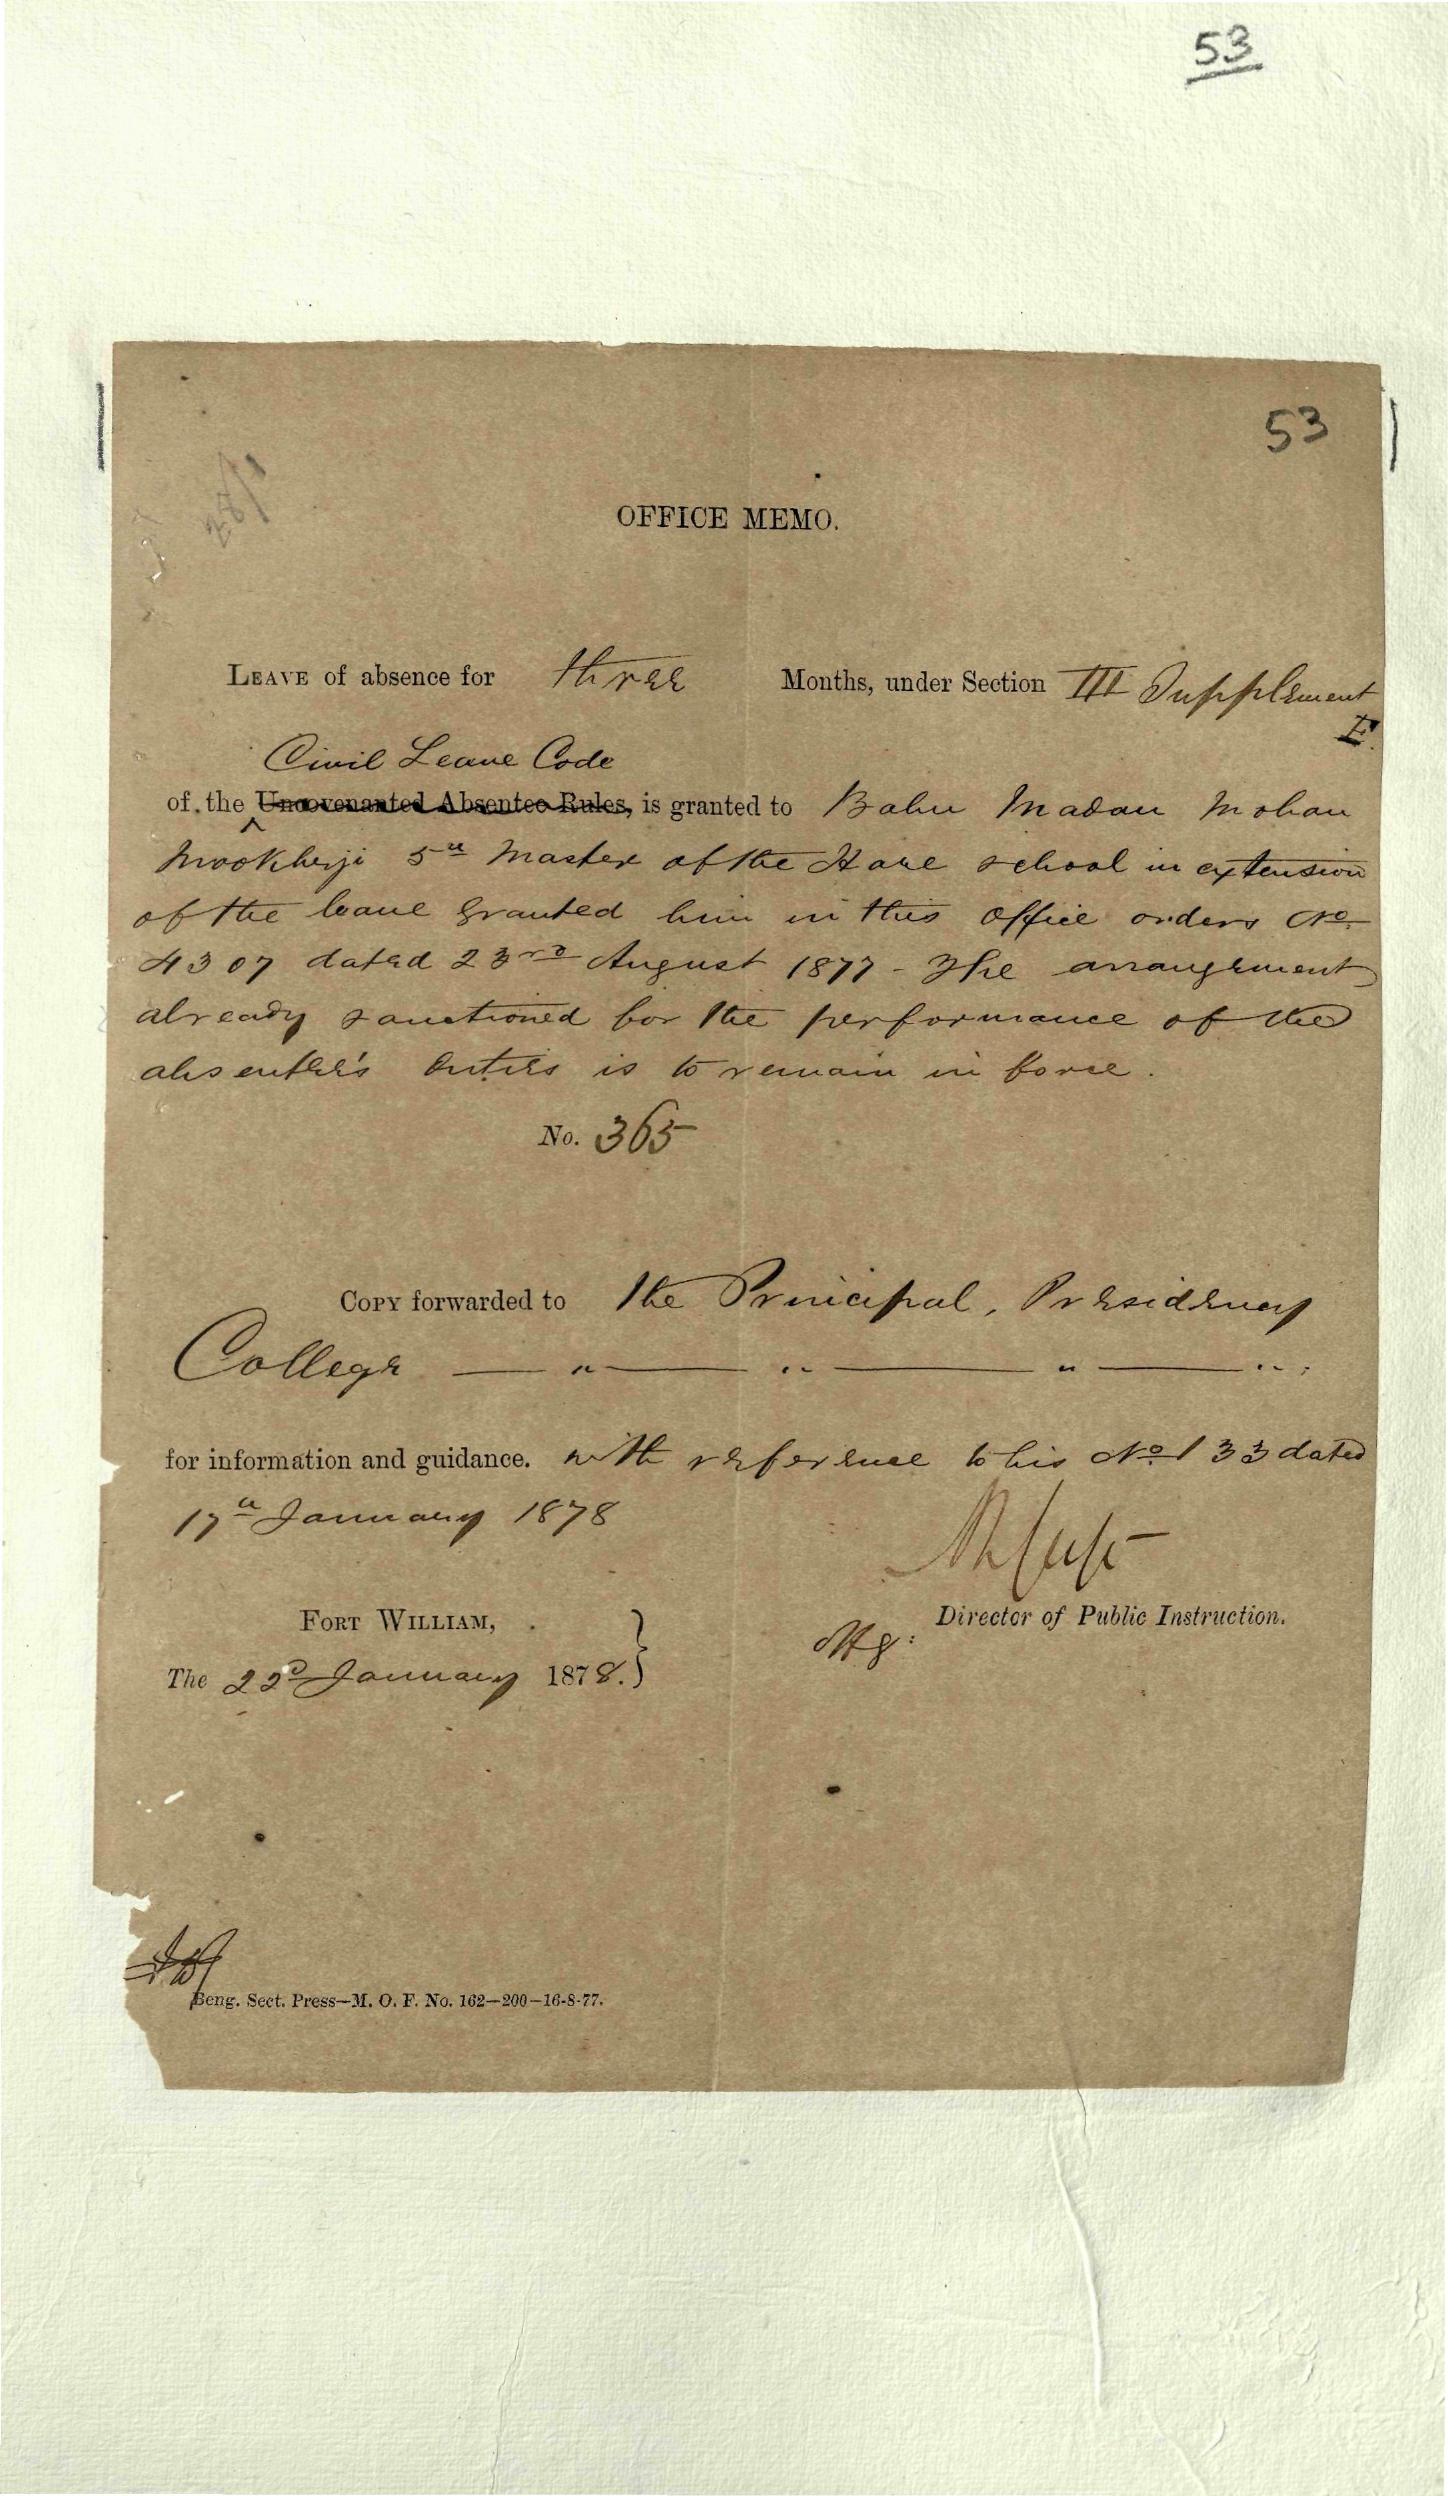 53
53
OFFICE MEMO.
LEAVE of absence for three Months, under Section III Supplement
F.
Civil Leave Code
of the Uncovenanted Absentee Rules, is granted to Babu Madan Mohan
Mookherji 5th Master of the Hare School in extension
of the leave granted him in this office orders No.
4307 dated 23rd August 1877 - The arrangement
already sanctioned for the performance of the
absentee's duties is to remain in force.
No. 365
COPY forwarded to the Principal, Presidency
College — " — " — " — "
for information and guidance. with reference to his No. 133 dated
17th January 1878
Director of Public Instruction.
Offg:
FORT WILLIAM,
The 22d January 1878.
Beng. Sect. Press—M. O. F. No. 162—200—16-8-77.